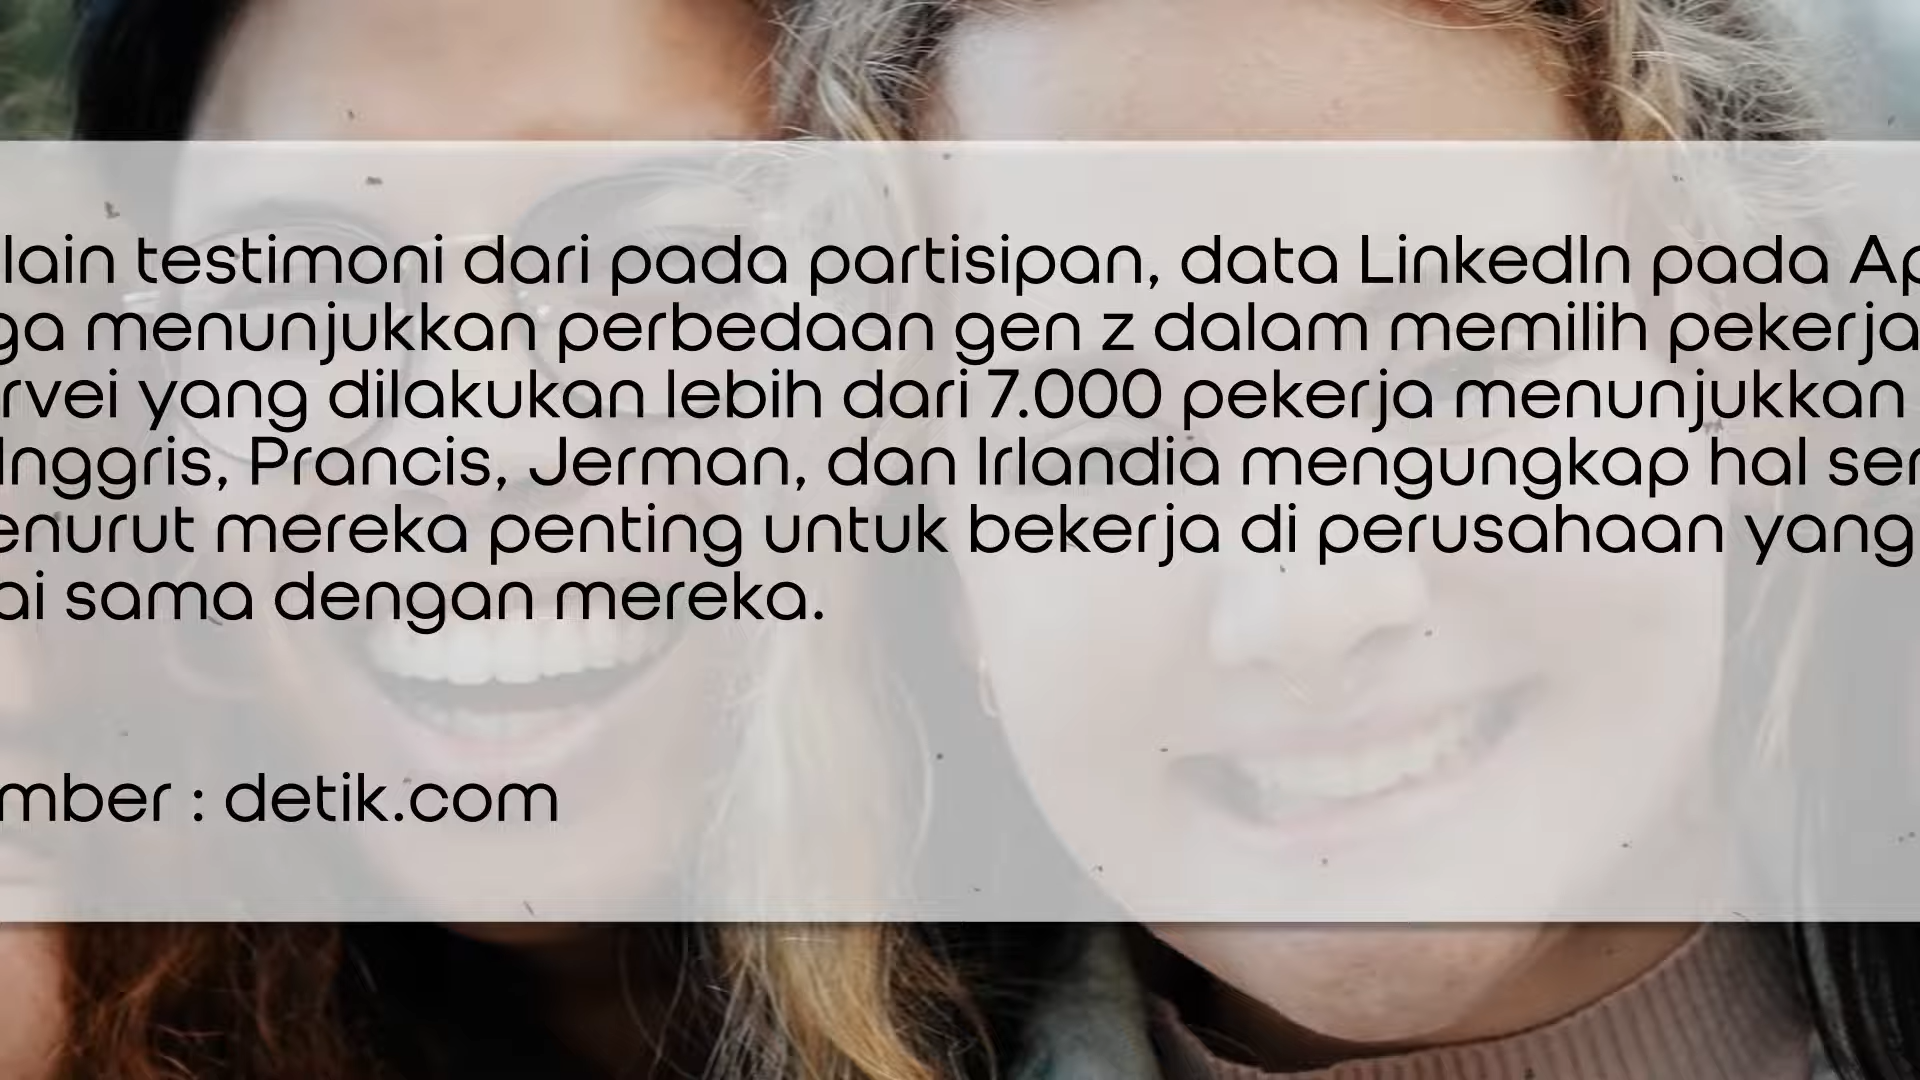 lain testimoni dari pada partisipan, data LinkedIn pada Ap
ga menunjukkan perbedaan gen z dalam memilih pekerja
rvei yang dilakukan lebih dari 7.000 pekerja menunjukkan
Inggris, Prancis, Jerman, dan Irlandia mengungkap hal ser
enurut mereka penting untuk bekerja di perusahaan yang
ai sama dengan mereka.
mber : detik.com